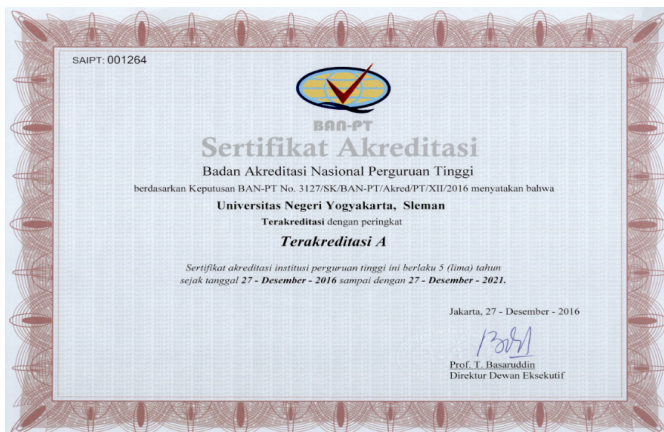 SAIPT: 001264
BAN-PT
Sertifikat Akreditasi
Badan Akreditasi Nasional Perguruan Tinggi
berdasarkan Keputusan BAN-PT No. 3127/SK/BAN-PT/Akred/PT/XII/2016 menyatakan bahwa
Universitas Negeri Yogyakarta, Sleman
Terakreditasi dengan peringkat
Terakreditasi A
Sertifikat akreditasi institusi perguruan tinggi ini berlaku 5 (lima) tahun
sejak tanggal 27 - Desember - 2016 sampai dengan 27 - Desember - 2021.
Jakarta, 27 - Desember - 2016
Prof. T. Basaruddin
Direktur Dewan Eksekutif